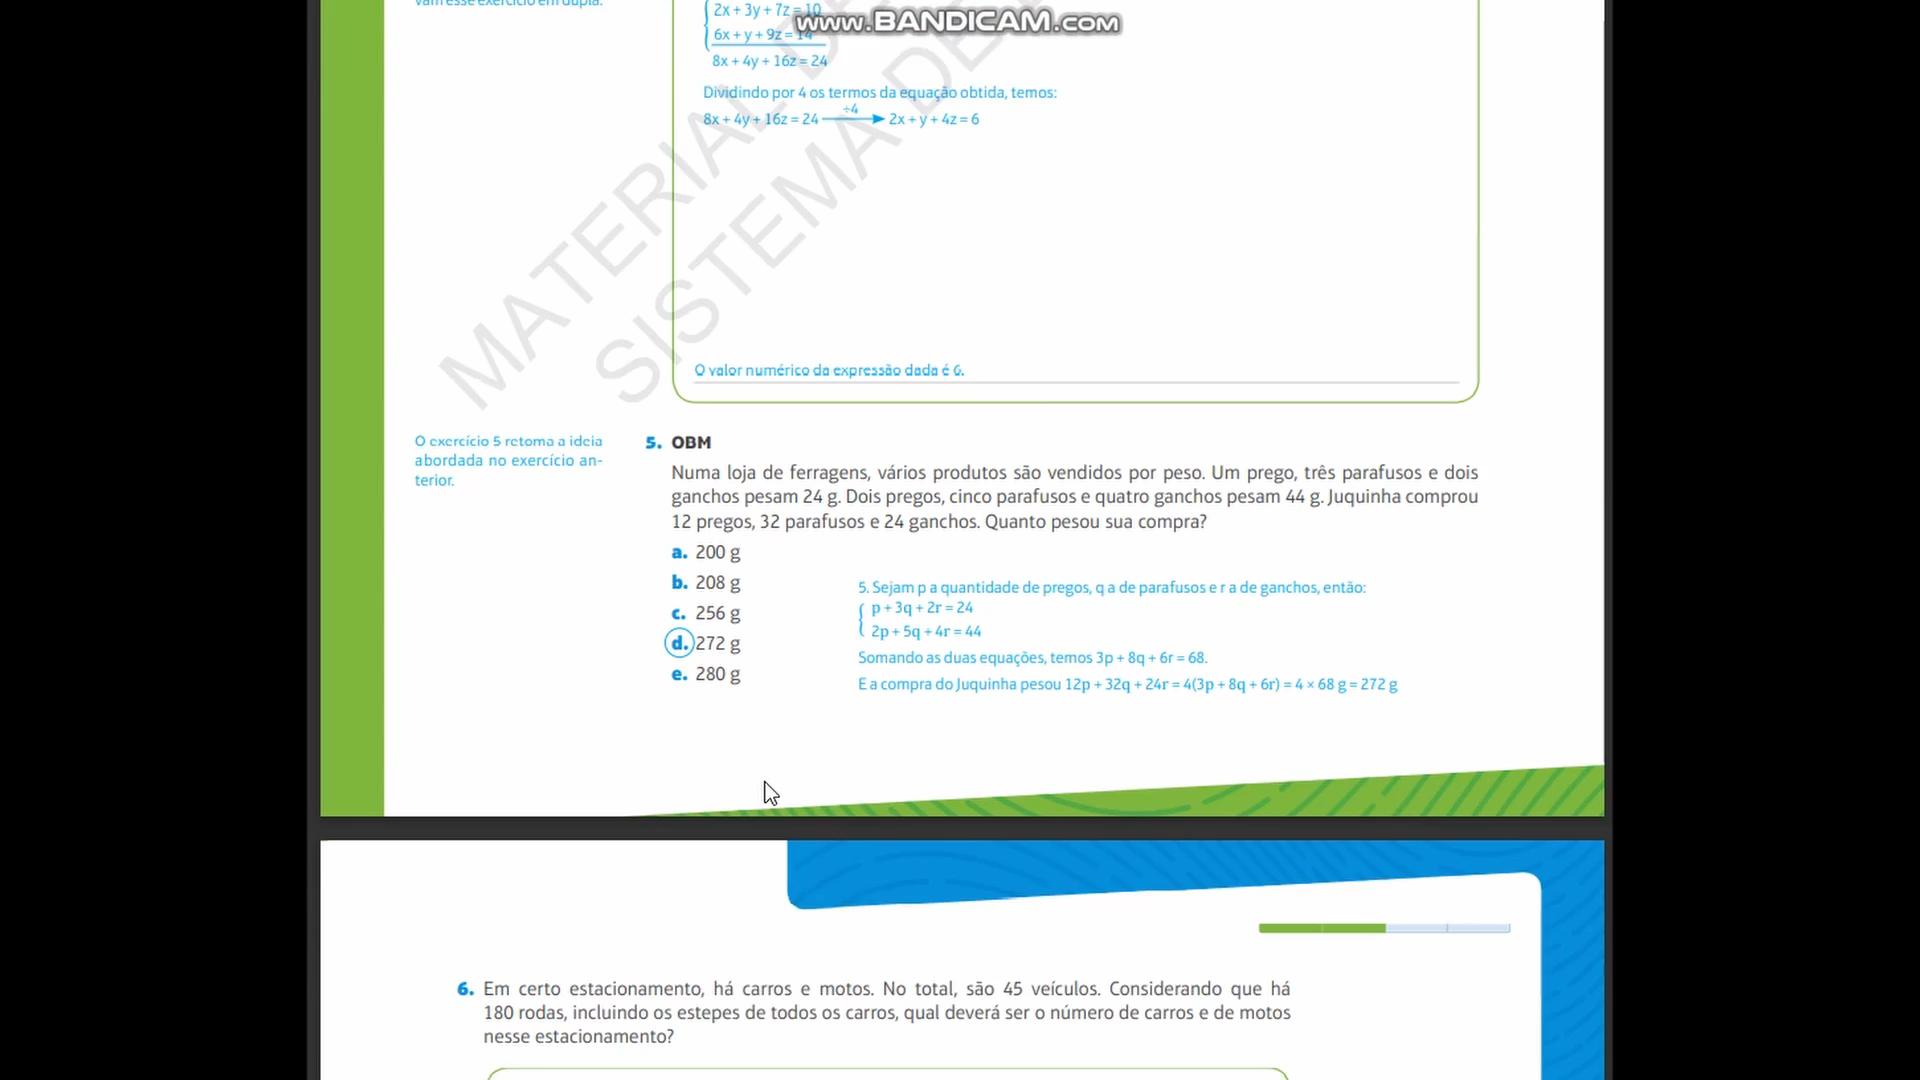 vam esse exercício em dupla.
2x + 3y + 7z = 10
www.BANDICAM.com
6x + y + 9z = 14
8x + 4y + 16z = 24
Dividindo por 4 os termos da equação obtida, temos:
÷4
8x + 4y + 16z = 24 → 2x + y + 4z = 6
MATERIAL DE
SISTEMA DE
O valor numérico da expressão dada é 6.
O exercício 5 retoma a ideia
abordada no exercício an-
terior.
5. OBM
Numa loja de ferragens, vários produtos são vendidos por peso. Um prego, três parafusos e dois
ganchos pesam 24 g. Dois pregos, cinco parafusos e quatro ganchos pesam 44 g. Juquinha comprou
12 pregos, 32 parafusos e 24 ganchos. Quanto pesou sua compra?
a. 200 g
b. 208 g
c. 256 g
d. 272 g
e. 280 g
5. Sejam p a quantidade de pregos, q a de parafusos e r a de ganchos, então:
p + 3q + 2r = 24
2p + 5q + 4r = 44
Somando as duas equações, temos 3p + 8q + 6r = 68.
E a compra do Juquinha pesou 12p + 32q + 24r = 4(3p + 8q + 6r) = 4 × 68 g = 272 g
6. Em certo estacionamento, há carros e motos. No total, são 45 veículos. Considerando que há
180 rodas, incluindo os estepes de todos os carros, qual deverá ser o número de carros e de motos
nesse estacionamento?